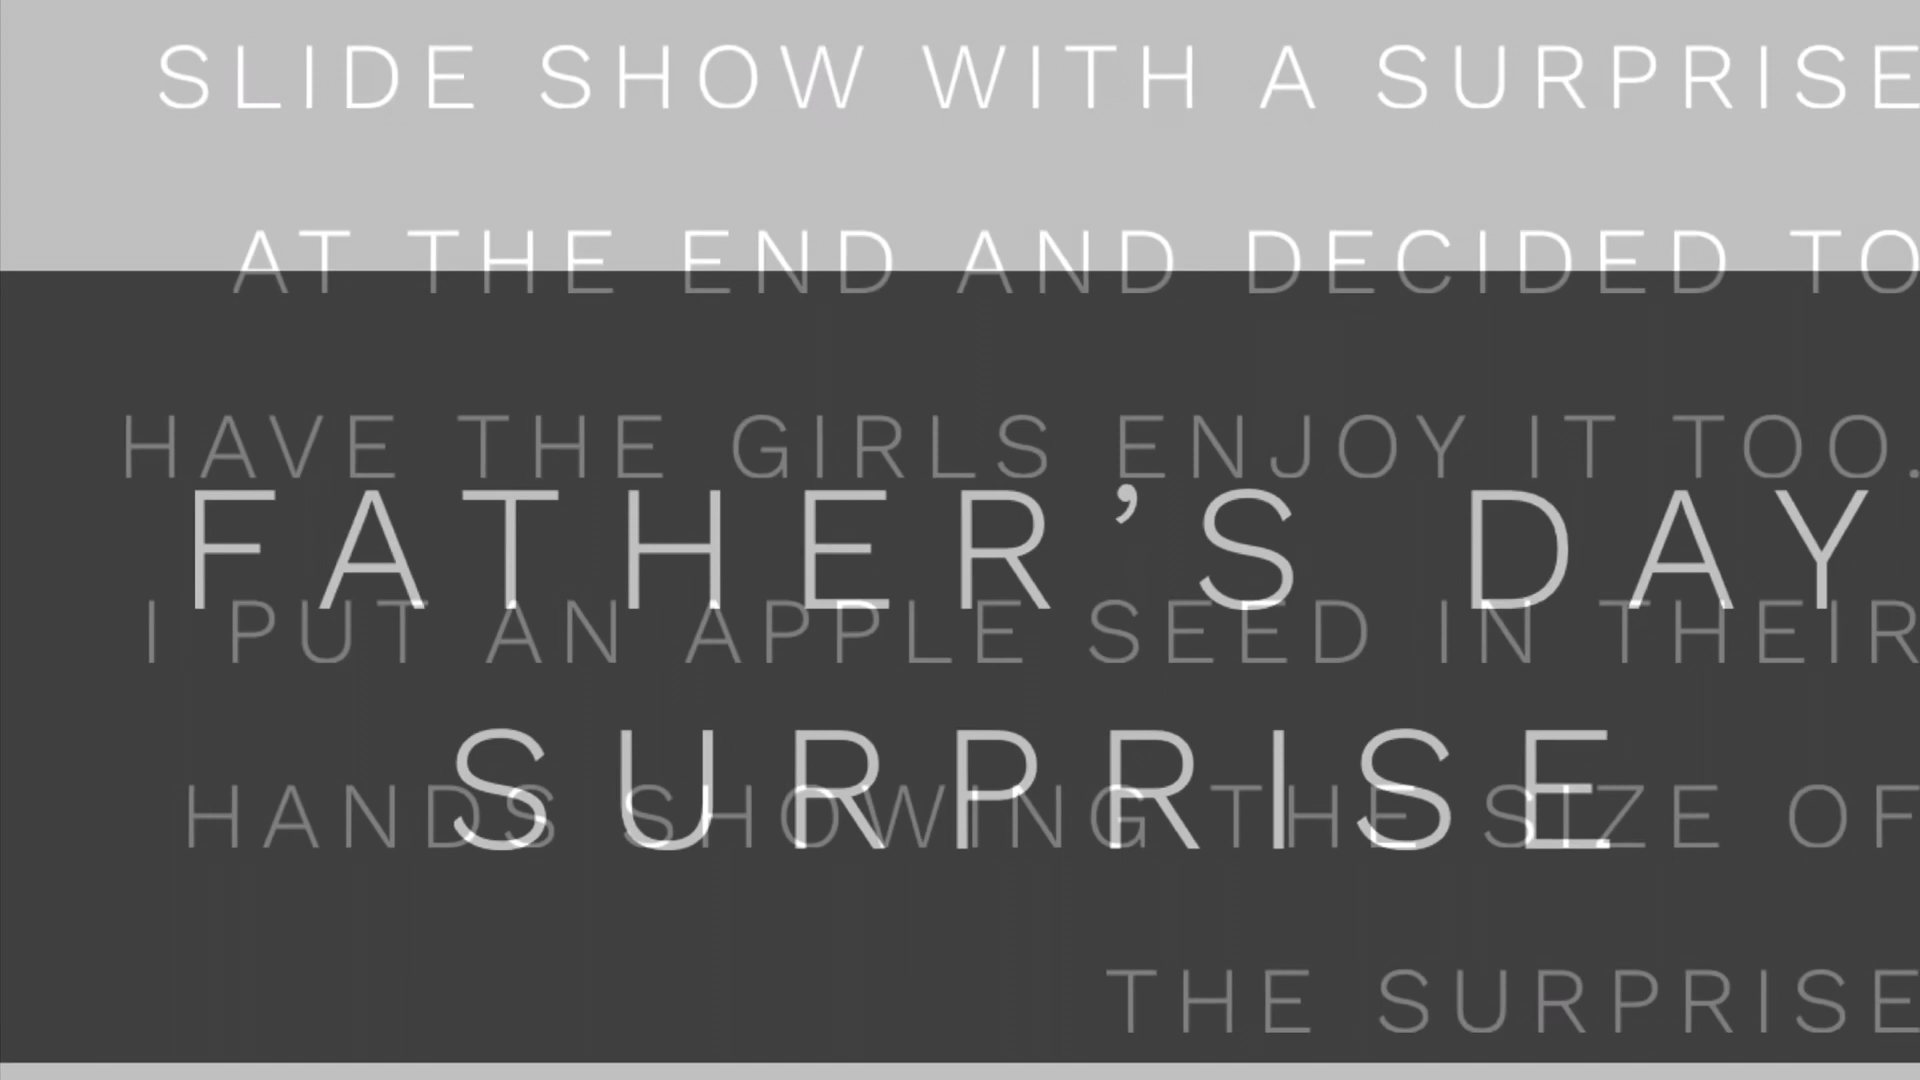 SLIDE SHOW WITH A SURPRISE
AT THE END AND DECIDED TO
HAVE THE GIRLS ENJOY IT TOO.
FATHER’S DAY
I PUT AN APPLE SEED IN THEIR
SURPRISE
HANDS SHOWING THE SIZE OF
THE SURPRISE